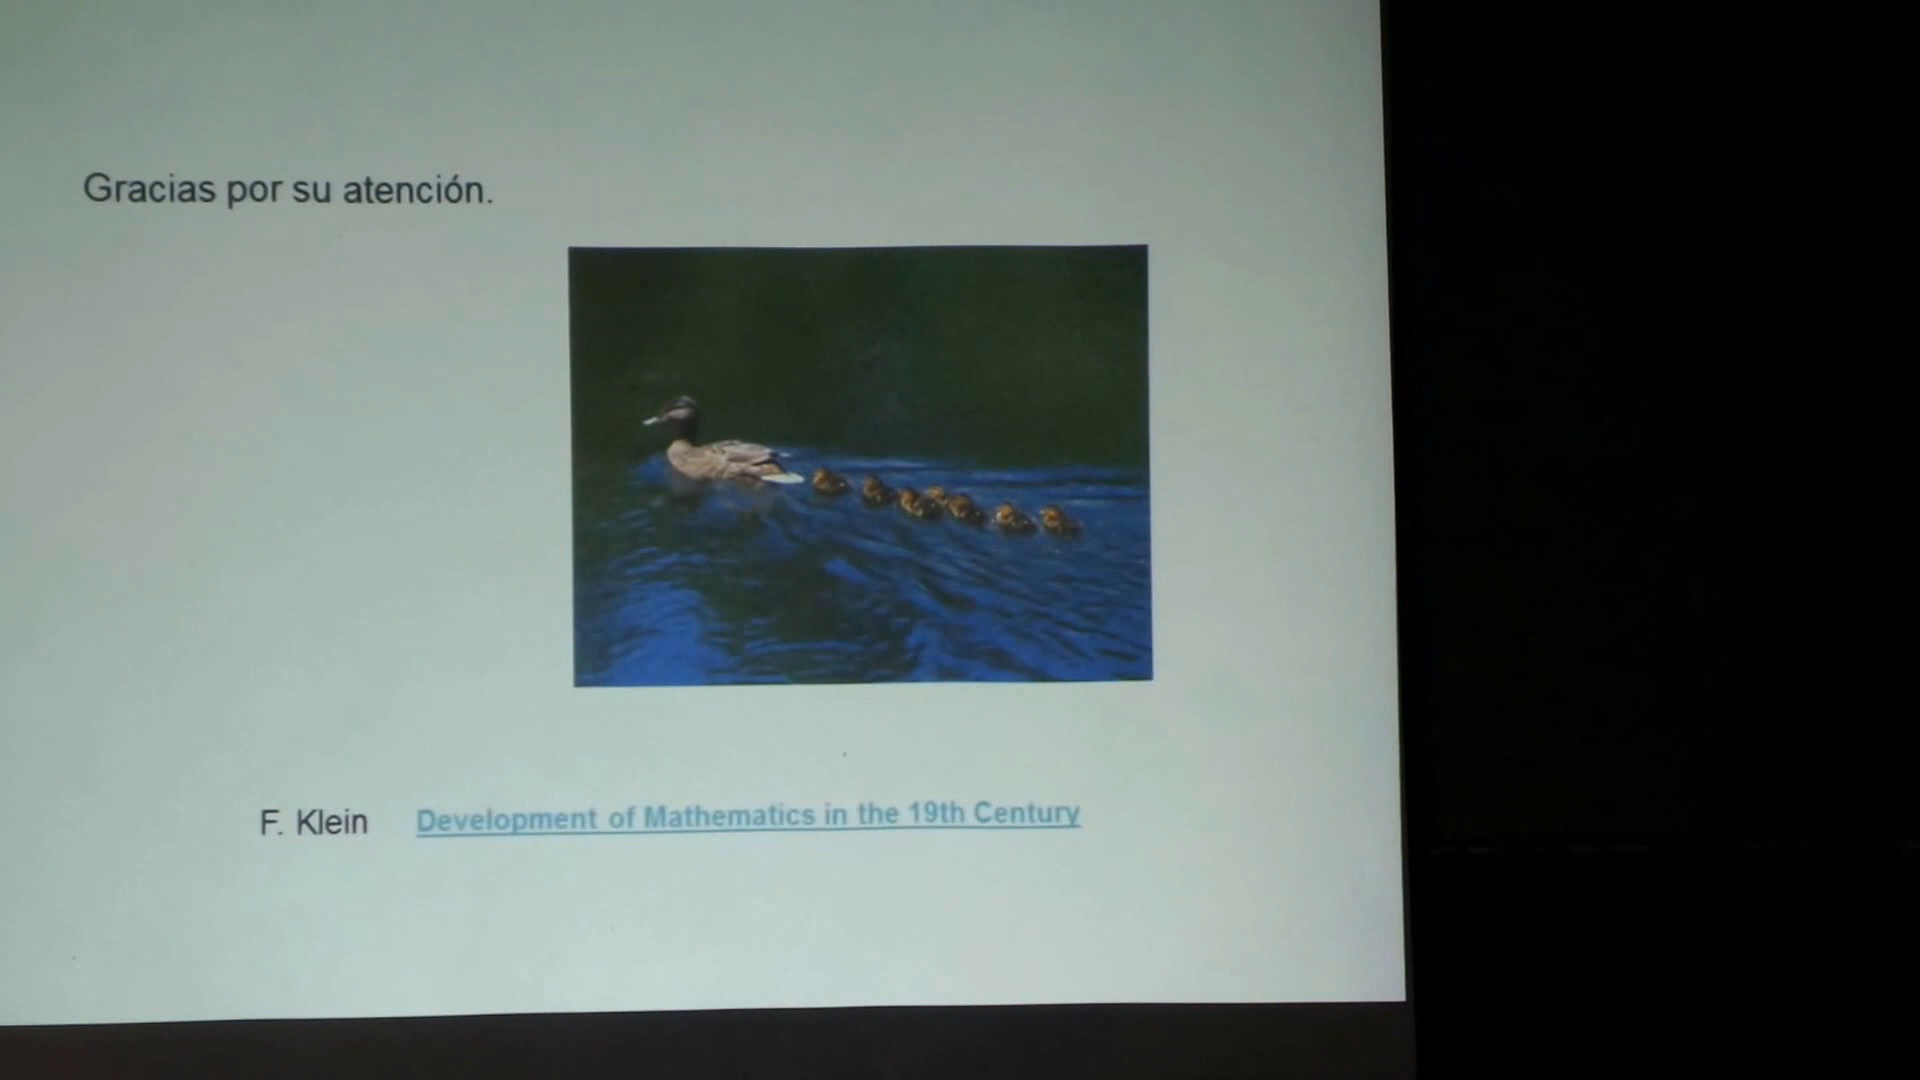 Gracias por su atención.
F. Klein Development of Mathematics in the 19th Century